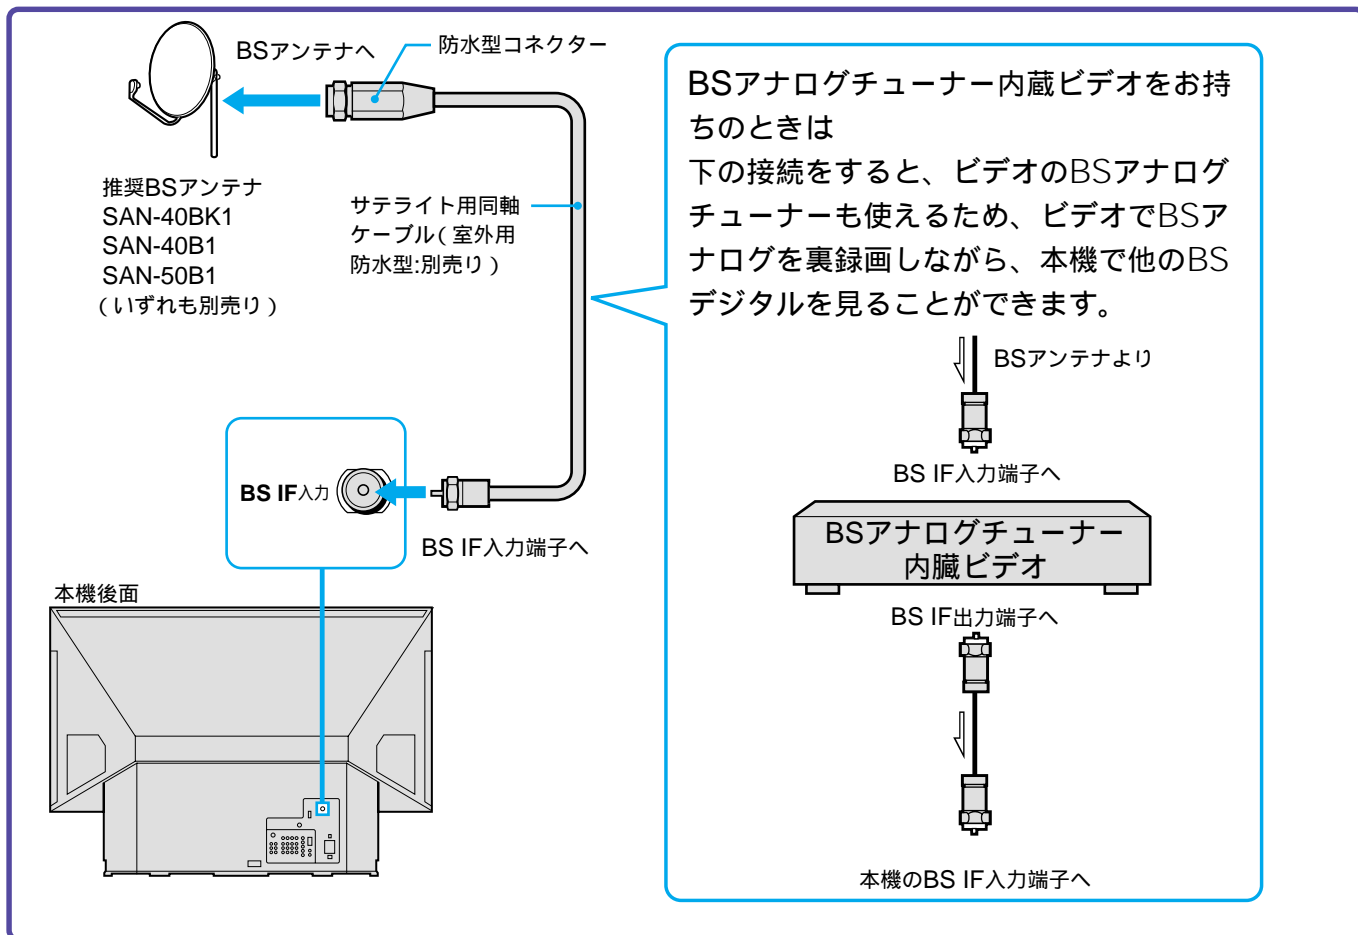 BSアンテナへ
防水型コネクター
推奨BSアンテナ
SAN-40BK1
SAN-40B1
SAN-50B1
(いずれも別売り)
サテライト用同軸
ケーブル(室外用
防水型:別売り)
BS IF入力
BS IF入力端子へ
本機後面
BSアナログチューナー内蔵ビデオをお持
ちのときは
下の接続をすると、ビデオのBSアナログ
チューナーも使えるため、ビデオでBSア
ナログを裏録画しながら、本機で他のBS
デジタルを見ることができます。
BSアンテナより
BS IF入力端子へ
BSアナログチューナー
内臓ビデオ
BS IF出力端子へ
本機のBS IF入力端子へ